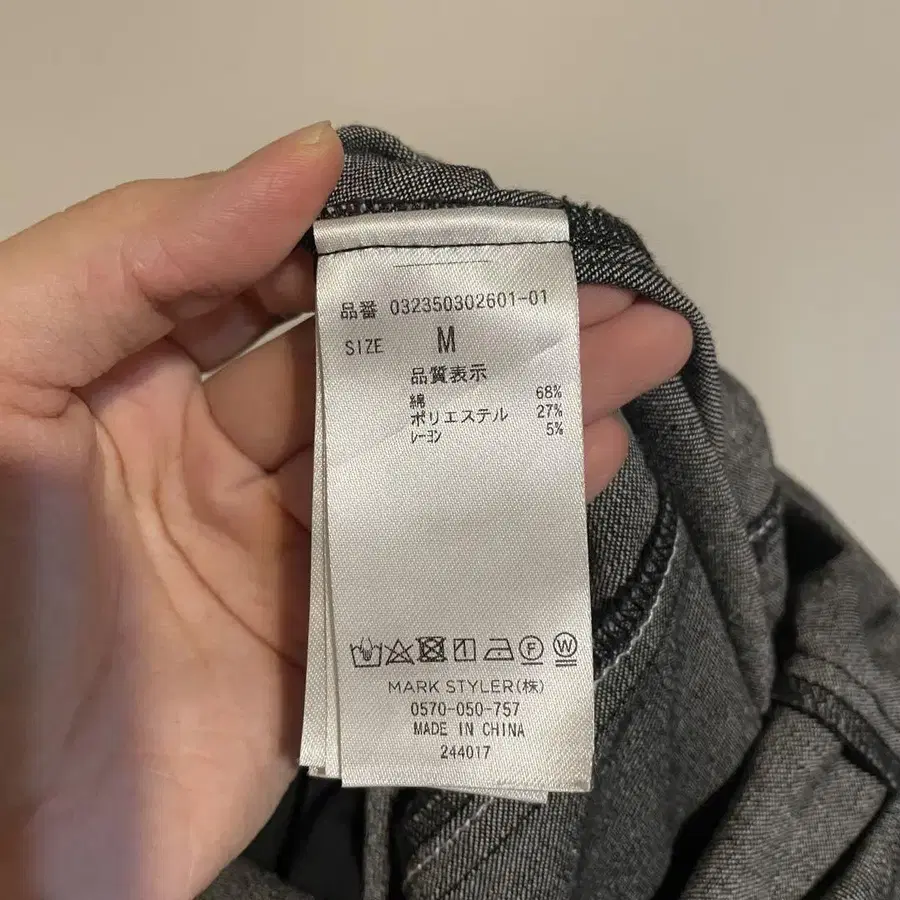 品番 032350302601-01
SIZE M
品質表示
綿 68%
ポリエステル 27%
レーヨン 5%
F W
MARK STYLER(株)
0570-050-757
MADE IN CHINA
244017